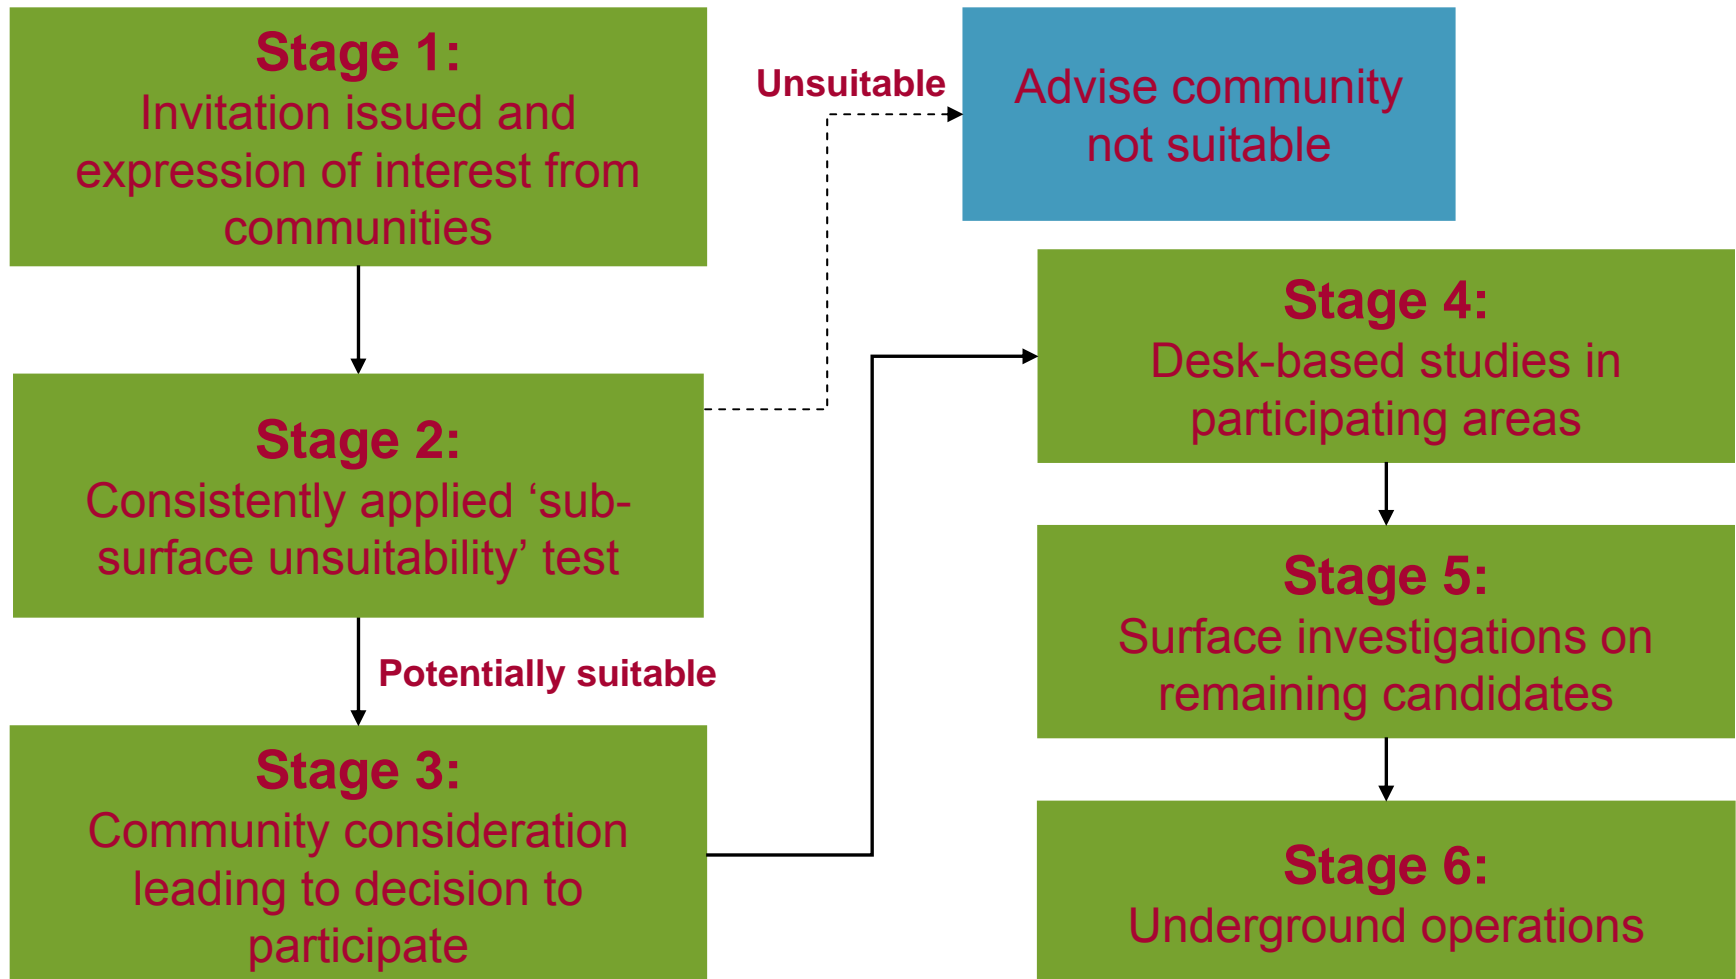 Stage 1:
Invitation issued and
expression of interest from
communities
Unsuitable
Advise community
not suitable
Stage 2:
Consistently applied ‘sub-
surface unsuitability’ test
Potentially suitable
Stage 3:
Community consideration
leading to decision to
participate
Stage 4:
Desk-based studies in
participating areas
Stage 5:
Surface investigations on
remaining candidates
Stage 6:
Underground operations